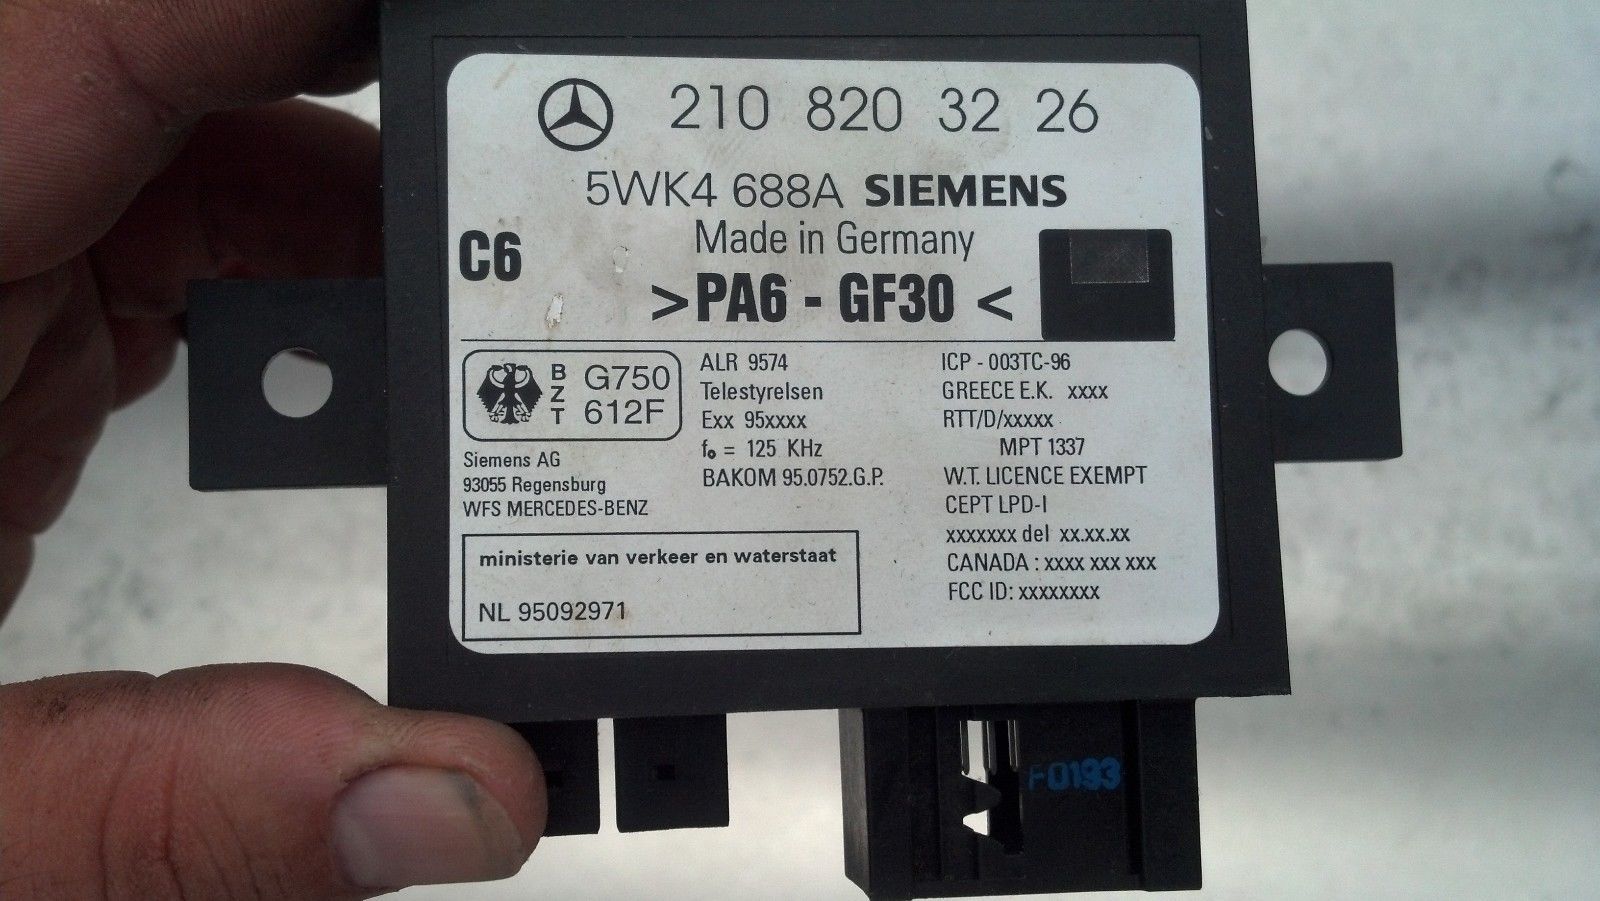 210 820 32 26
5WK4 688A SIEMENS
Made in Germany
C6
>PA6 - GF30 <
BZT G750 612F
Siemens AG
93055 Regensburg
WFS MERCEDES-BENZ
ALR 9574
Telestyrelsen
Exx 95xxxx
fo = 125 KHz
BAKOM 95.0752.G.P.
ICP - 003TC-96
GREECE E.K. xxxx
RTT/D/xxxxx
MPT 1337
W.T. LICENCE EXEMPT
CEPT LPD-I
xxxxxxx del xx.xx.xx
CANADA : xxxx xxx xxx
FCC ID: xxxxxxxx
ministerie van verkeer en waterstaat
NL 95092971
F0193